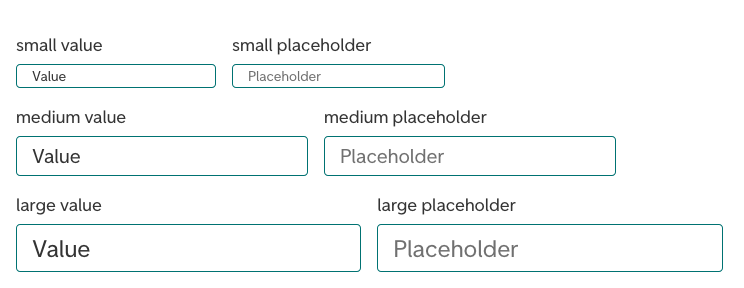 small value
small placeholder
Value
Placeholder
medium value
medium placeholder
Value
Placeholder
large value
large placeholder
Value
Placeholder